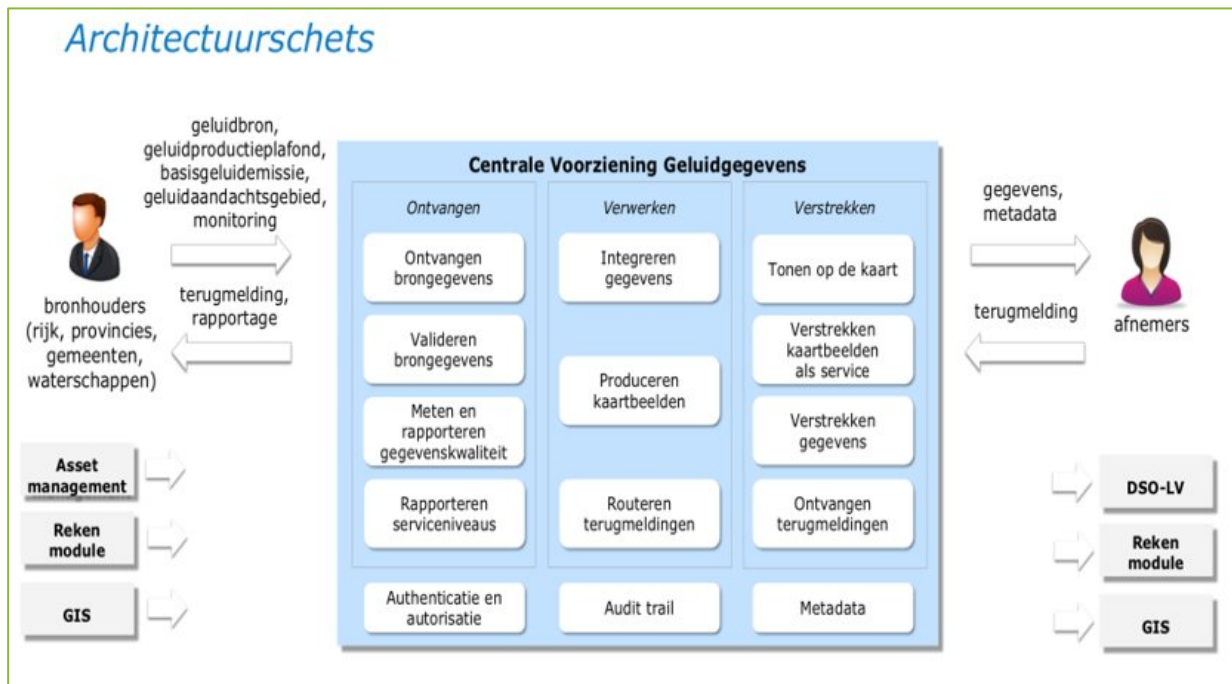 Architectuurschets
geluidbron,
geluidproductieplafond,
basisgeluidemissie,
geluidaandachtsgebied,
monitoring
terugmelding,
rapportage
bronhouders
(rijk, provincies,
gemeenten,
waterschappen)
Asset
management
Reken
module
GIS
Centrale Voorziening Geluidgegevens
Ontvangen
Ontvangen
brongegevens
Valideren
brongegevens
Meten en
rapporteren
gegevenskwaliteit
Rapporteren
serviceniveaus
Verwerken
Integreren
gegevens
Produceren
kaartbeelden
Routeren
terugmeldingen
Verstrekken
Tonen op de kaart
Verstrekken
kaartbeelden
als service
Verstrekken
gegevens
Ontvangen
terugmeldingen
Authenticatie en
autorisatie
Audit trail
Metadata
gegevens,
metadata
terugmelding
afnemers
DSO-LV
Reken
module
GIS